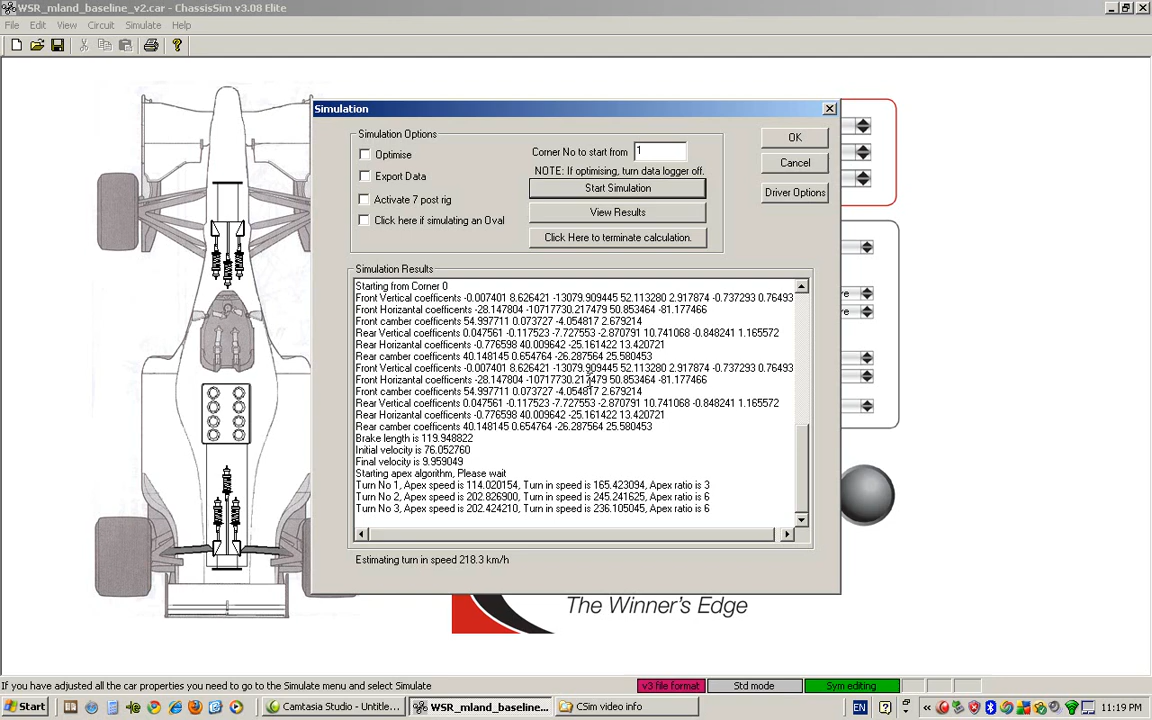 WSR_mland_baseline_v2.car - ChassisSim v3.08 Elite
File Edit View Circuit Simulate Help
Simulation
Simulation Options
Optimise
Export Data
Activate 7 post rig
Click here if simulating an Oval
Corner No to start from 1
NOTE: If optimising, turn data logger off.
Start Simulation
View Results
Click Here to terminate calculation.
OK
Cancel
Driver Options
Simulation Results
Starting from Corner 0
Front Vertical coefficents -0.007401 8.626421 -13079.909445 52.113280 2.917874 -0.737293 0.76493
Front Horizantal coefficents -28.147804 -10717730.217479 50.853464 -81.177466
Front camber coefficents 54.997711 0.073727 -4.054817 2.679214
Rear Vertical coefficents 0.047561 -0.117523 -7.727553 -2.870791 10.741068 -0.848241 1.165572
Rear Horizantal coefficents -0.776598 40.009642 -25.161422 13.420721
Rear camber coefficents 40.148145 0.654764 -26.287564 25.580453
Front Vertical coefficents -0.007401 8.626421 -13079.909445 52.113280 2.917874 -0.737293 0.76493
Front Horizantal coefficents -28.147804 -10717730.217479 50.853464 -81.177466
Front camber coefficents 54.997711 0.073727 -4.054817 2.679214
Rear Vertical coefficents 0.047561 -0.117523 -7.727553 -2.870791 10.741068 -0.848241 1.165572
Rear Horizantal coefficents -0.776598 40.009642 -25.161422 13.420721
Rear camber coefficents 40.148145 0.654764 -26.287564 25.580453
Brake length is 119.948822
Initial velocity is 76.052760
Final velocity is 9.959049
Starting apex algorithm, Please wait
Turn No 1, Apex speed is 114.020154, Turn in speed is 165.423094, Apex ratio is 3
Turn No 2, Apex speed is 202.826900, Turn in speed is 245.241625, Apex ratio is 6
Turn No 3, Apex speed is 202.424210, Turn in speed is 236.105045, Apex ratio is 6
Estimating turn in speed 218.3 km/h
The Winner's Edge
If you have adjusted all the car properties you need to go to the Simulate menu and select Simulate
v3 file format
Std mode
Sym editing
Start
Camtasia Studio - Untitle...
WSR_mland_baseline...
CSim video info
EN
11:19 PM